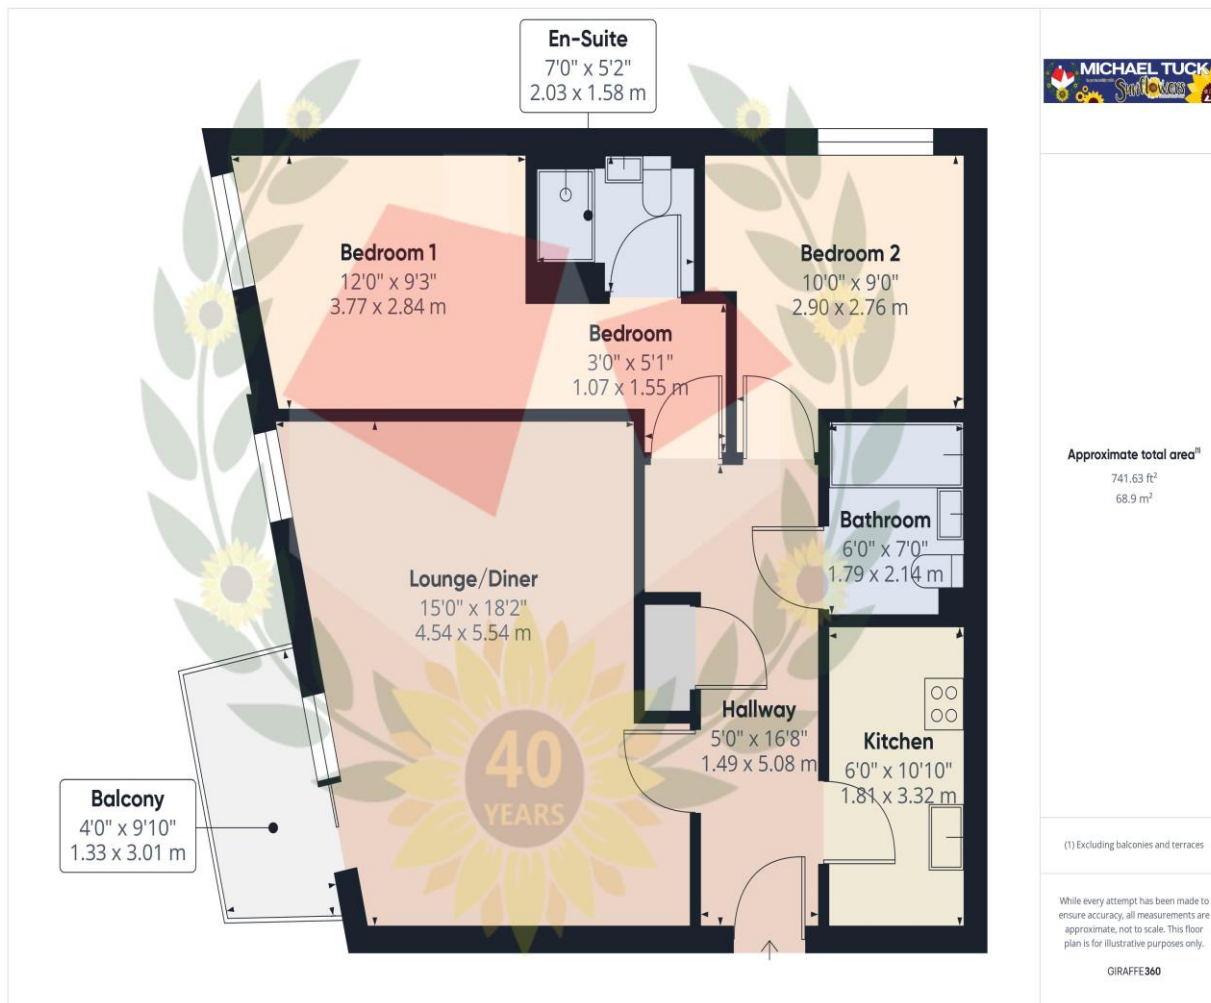 En-Suite
7'0" x 5'2"
2.03 x 1.58 m
MICHAEL TUCK
Sunflowers
Bedroom 1
12'0" x 9'3"
3.77 x 2.84 m
Bedroom 2
10'0" x 9'0"
2.90 x 2.76 m
Bedroom
3'0" x 5'1"
1.07 x 1.55 m
Approximate total area(1)
741.63 ft²
68.9 m²
Bathroom
6'0" x 7'0"
1.79 x 2.14 m
Lounge/Diner
15'0" x 18'2"
4.54 x 5.54 m
Hallway
5'0" x 16'8"
1.49 x 5.08 m
Kitchen
6'0" x 10'10"
1.81 x 3.32 m
40
YEARS
Balcony
4'0" x 9'10"
1.33 x 3.01 m
(1) Excluding balconies and terraces
While every attempt has been made to
ensure accuracy, all measurements are
approximate, not to scale. This floor
plan is for illustrative purposes only.
GIRAFFE360